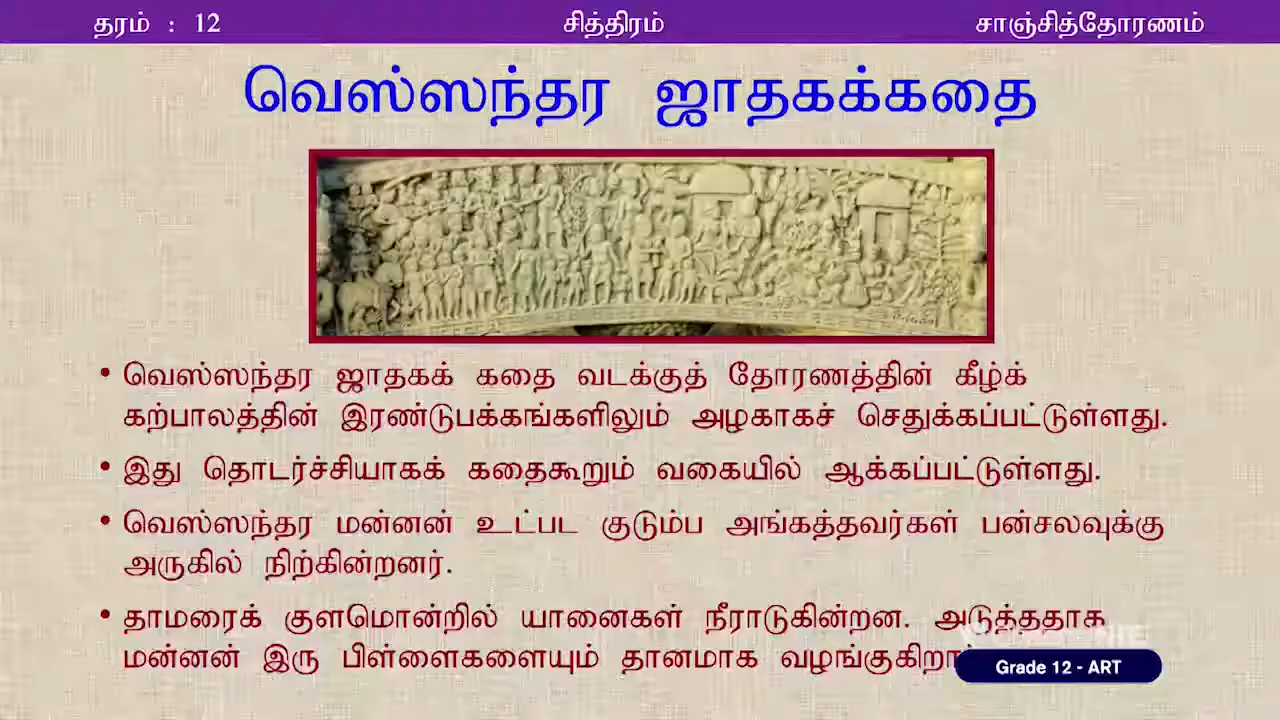 தரம் : 12 சித்திரம் சாஞ்சித்தோரணம்
வெஸ்ஸந்தர ஜாதகக்கதை
• வெஸ்ஸந்தர ஜாதகக் கதை வடக்குத் தோரணத்தின் கீழ்க்
கற்பாலத்தின் இரண்டுபக்கங்களிலும் அழகாகச் செதுக்கப்பட்டுள்ளது.
• இது தொடர்ச்சியாகக் கதைகூறும் வகையில் ஆக்கப்பட்டுள்ளது.
• வெஸ்ஸந்தர மன்னன் உட்பட குடும்ப அங்கத்தவர்கள் பன்சலவுக்கு
அருகில் நிற்கின்றனர்.
• தாமரைக் குளமொன்றில் யானைகள் நீராடுகின்றன. அடுத்ததாக
மன்னன் இரு பிள்ளைகளையும் தானமாக
Grade 12 - ART